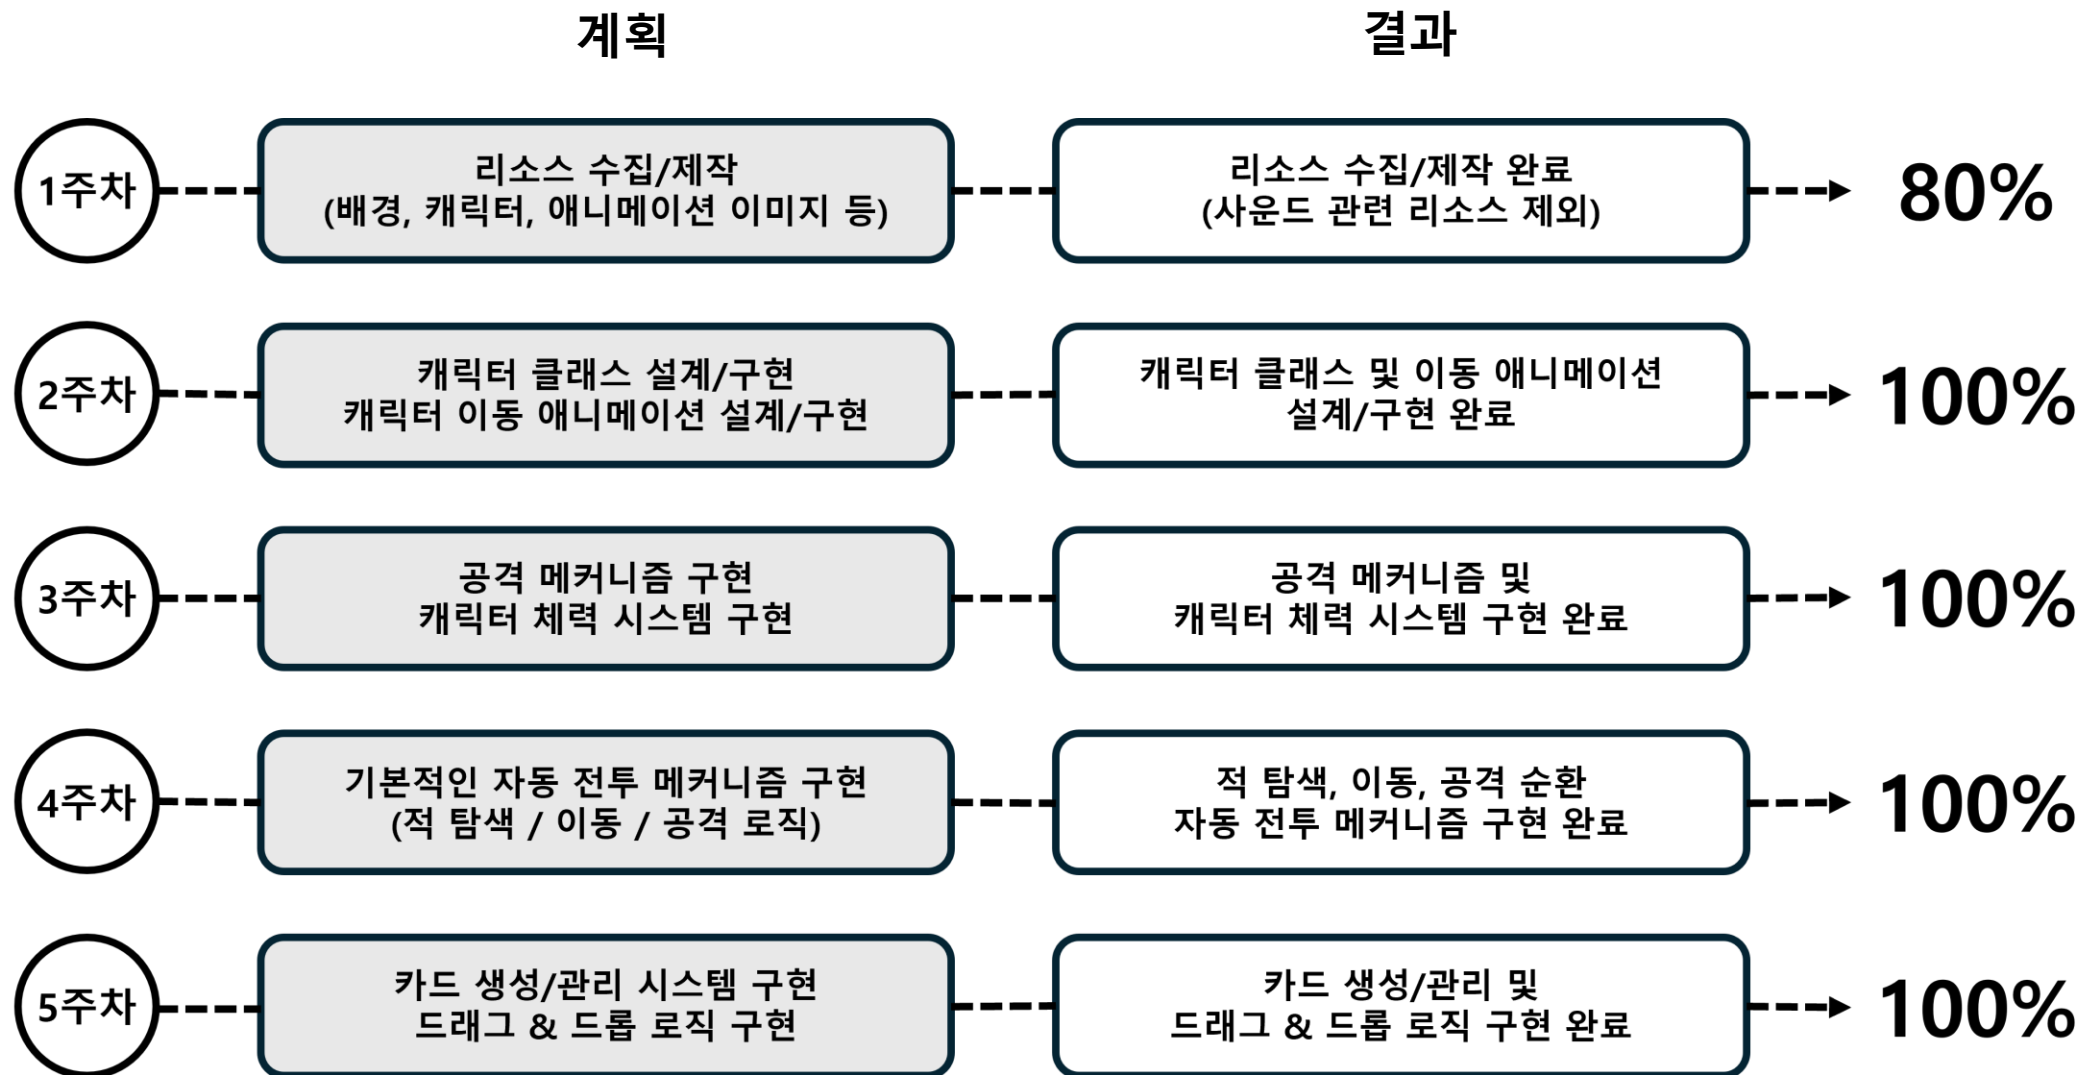 계획
결과
1주차
리소스 수집/제작
(배경, 캐릭터, 애니메이션 이미지 등)
리소스 수집/제작 완료
(사운드 관련 리소스 제외)
80%
2주차
캐릭터 클래스 설계/구현
캐릭터 이동 애니메이션 설계/구현
캐릭터 클래스 및 이동 애니메이션
설계/구현 완료
100%
3주차
공격 메커니즘 구현
캐릭터 체력 시스템 구현
공격 메커니즘 및
캐릭터 체력 시스템 구현 완료
100%
4주차
기본적인 자동 전투 메커니즘 구현
(적 탐색 / 이동 / 공격 로직)
적 탐색, 이동, 공격 순환
자동 전투 메커니즘 구현 완료
100%
5주차
카드 생성/관리 시스템 구현
드래그 & 드롭 로직 구현
카드 생성/관리 및
드래그 & 드롭 로직 구현 완료
100%